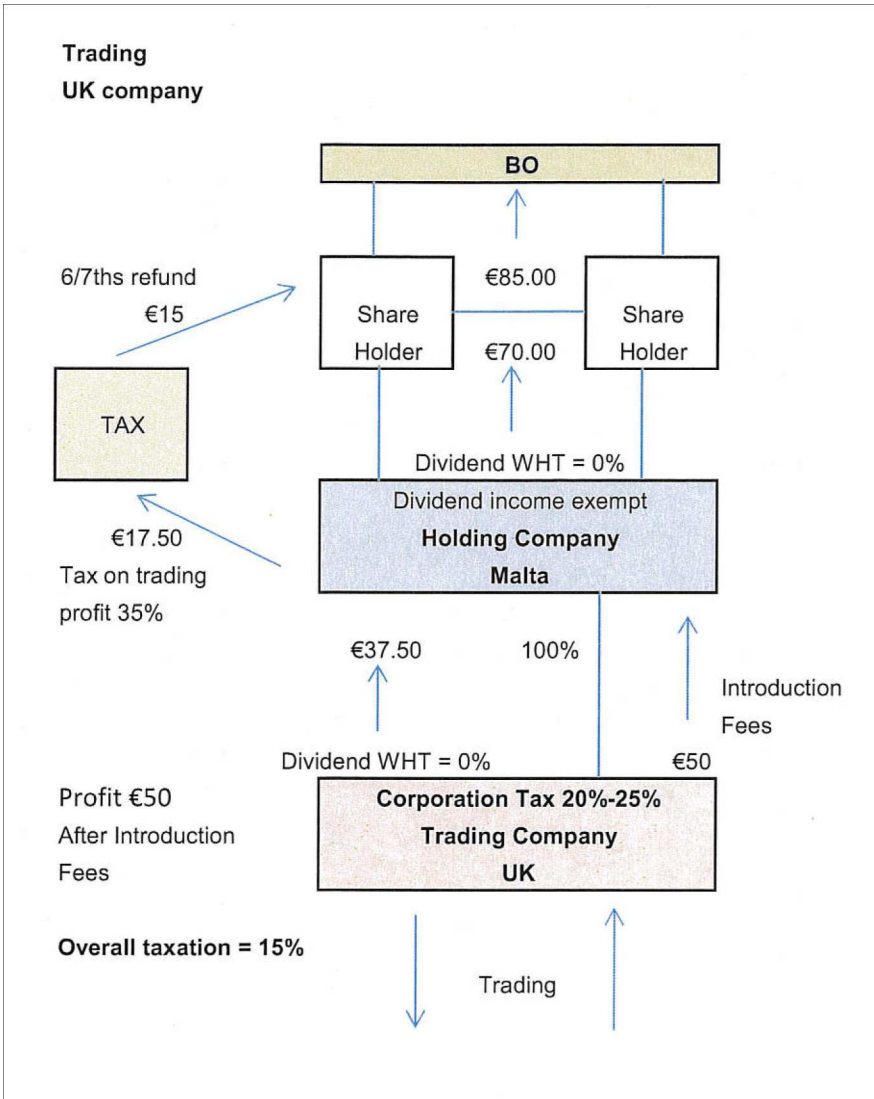 Trading
UK company
BO
6/7ths refund
€15
€85.00
Share
Holder
Share
Holder
€70.00
TAX
Dividend WHT = 0%
Dividend income exempt
Holding Company
Malta
€17.50
Tax on trading
profit 35%
€37.50
100%
Introduction
Fees
Dividend WHT = 0%
€50
Profit €50
After Introduction
Fees
Corporation Tax 20%-25%
Trading Company
UK
Overall taxation = 15%
Trading